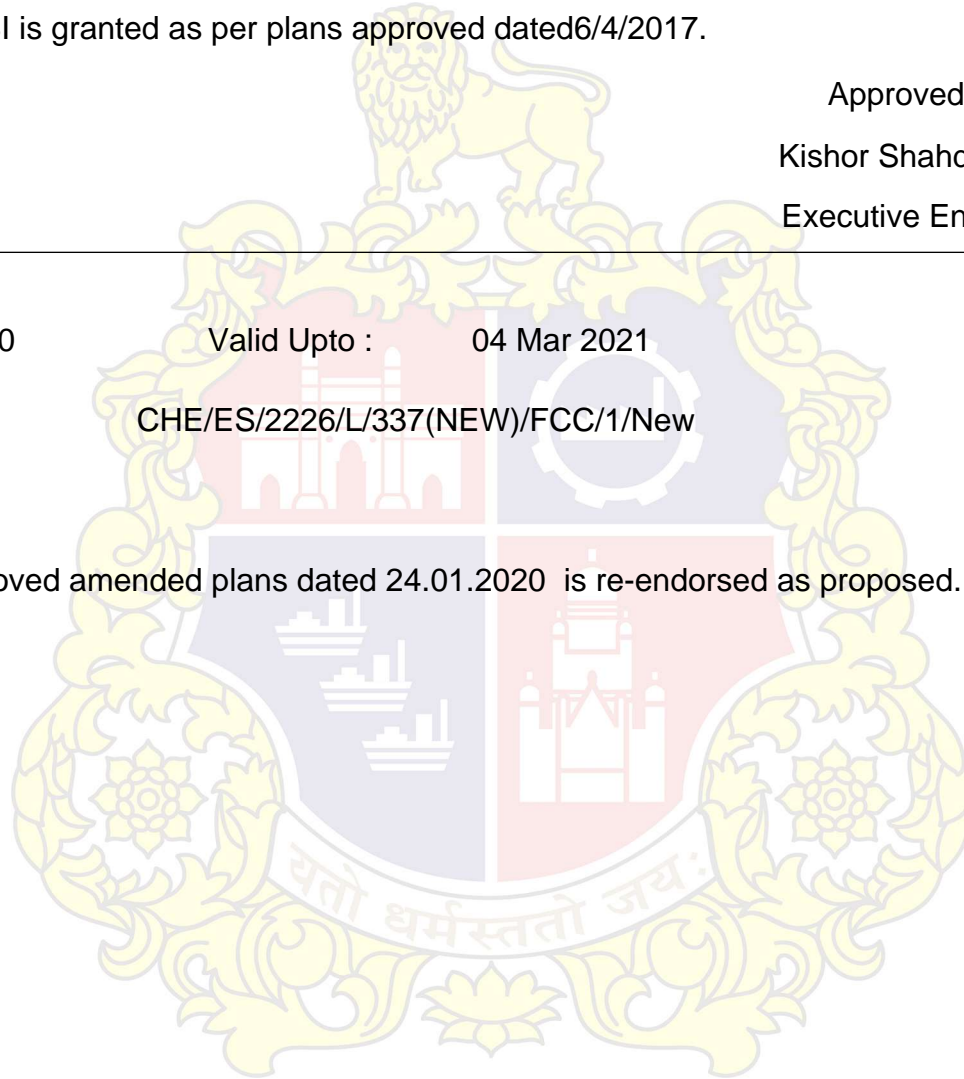 I is granted as per plans approved dated6/4/2017.
Approved
Kishor Shaho
Executive En
0 Valid Upto : 04 Mar 2021
CHE/ES/2226/L/337(NEW)/FCC/1/New
oved amended plans dated 24.01.2020 is re-endorsed as proposed.
यतो धर्मस्ततो जय: